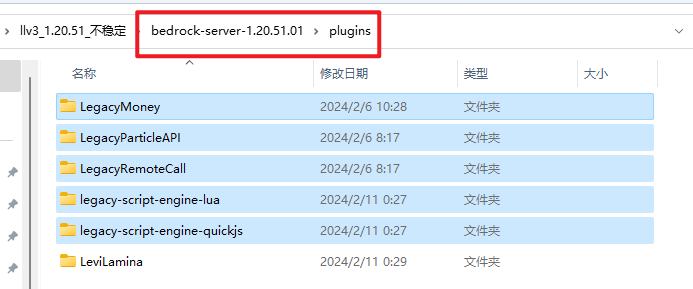 llv3_1.20.51_不稳定 › bedrock-server-1.20.51.01 › plugins
名称 修改日期 类型 大小
LegacyMoney 2024/2/6 10:28 文件夹
LegacyParticleAPI 2024/2/6 8:17 文件夹
LegacyRemoteCall 2024/2/6 8:17 文件夹
legacy-script-engine-lua 2024/2/11 0:27 文件夹
legacy-script-engine-quickjs 2024/2/11 0:27 文件夹
LeviLamina 2024/2/11 0:29 文件夹